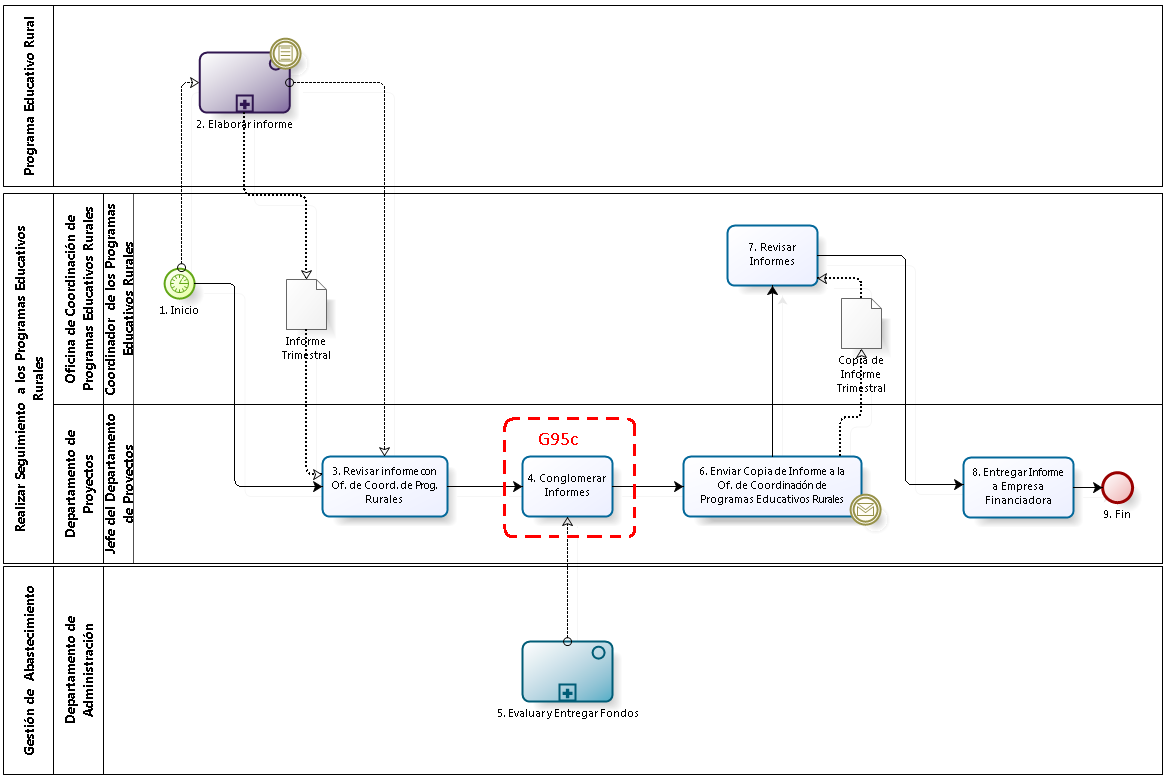 Programa Educativo Rural
2. Elaborar informe
Realizar Seguimiento a los Programas Educativos
Rurales
Oficina de Coordinación de
Programas Educativos Rurales
Coordinador de los Programas
Educativos Rurales
1. Inicio
Informe
Trimestral
7. Revisar
Informes
Copia de
Informe
Trimestral
Departamento de
Proyectos
Jefe del Departamento
de Proyectos
3. Revisar informe con
Of. de Coord. de Prog.
Rurales
G95c
4. Conglomerar
Informes
6. Enviar Copia de Informe a la
Of. de Coordinación de
Programas Educativos Rurales
8. Entregar Informe
a Empresa
Financiadora
9. Fin
Gestión de Abastecimiento
Departamento de
Administración
5. Evaluar y Entregar Fondos